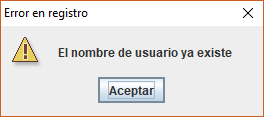 Error en registro
El nombre de usuario ya existe
Aceptar